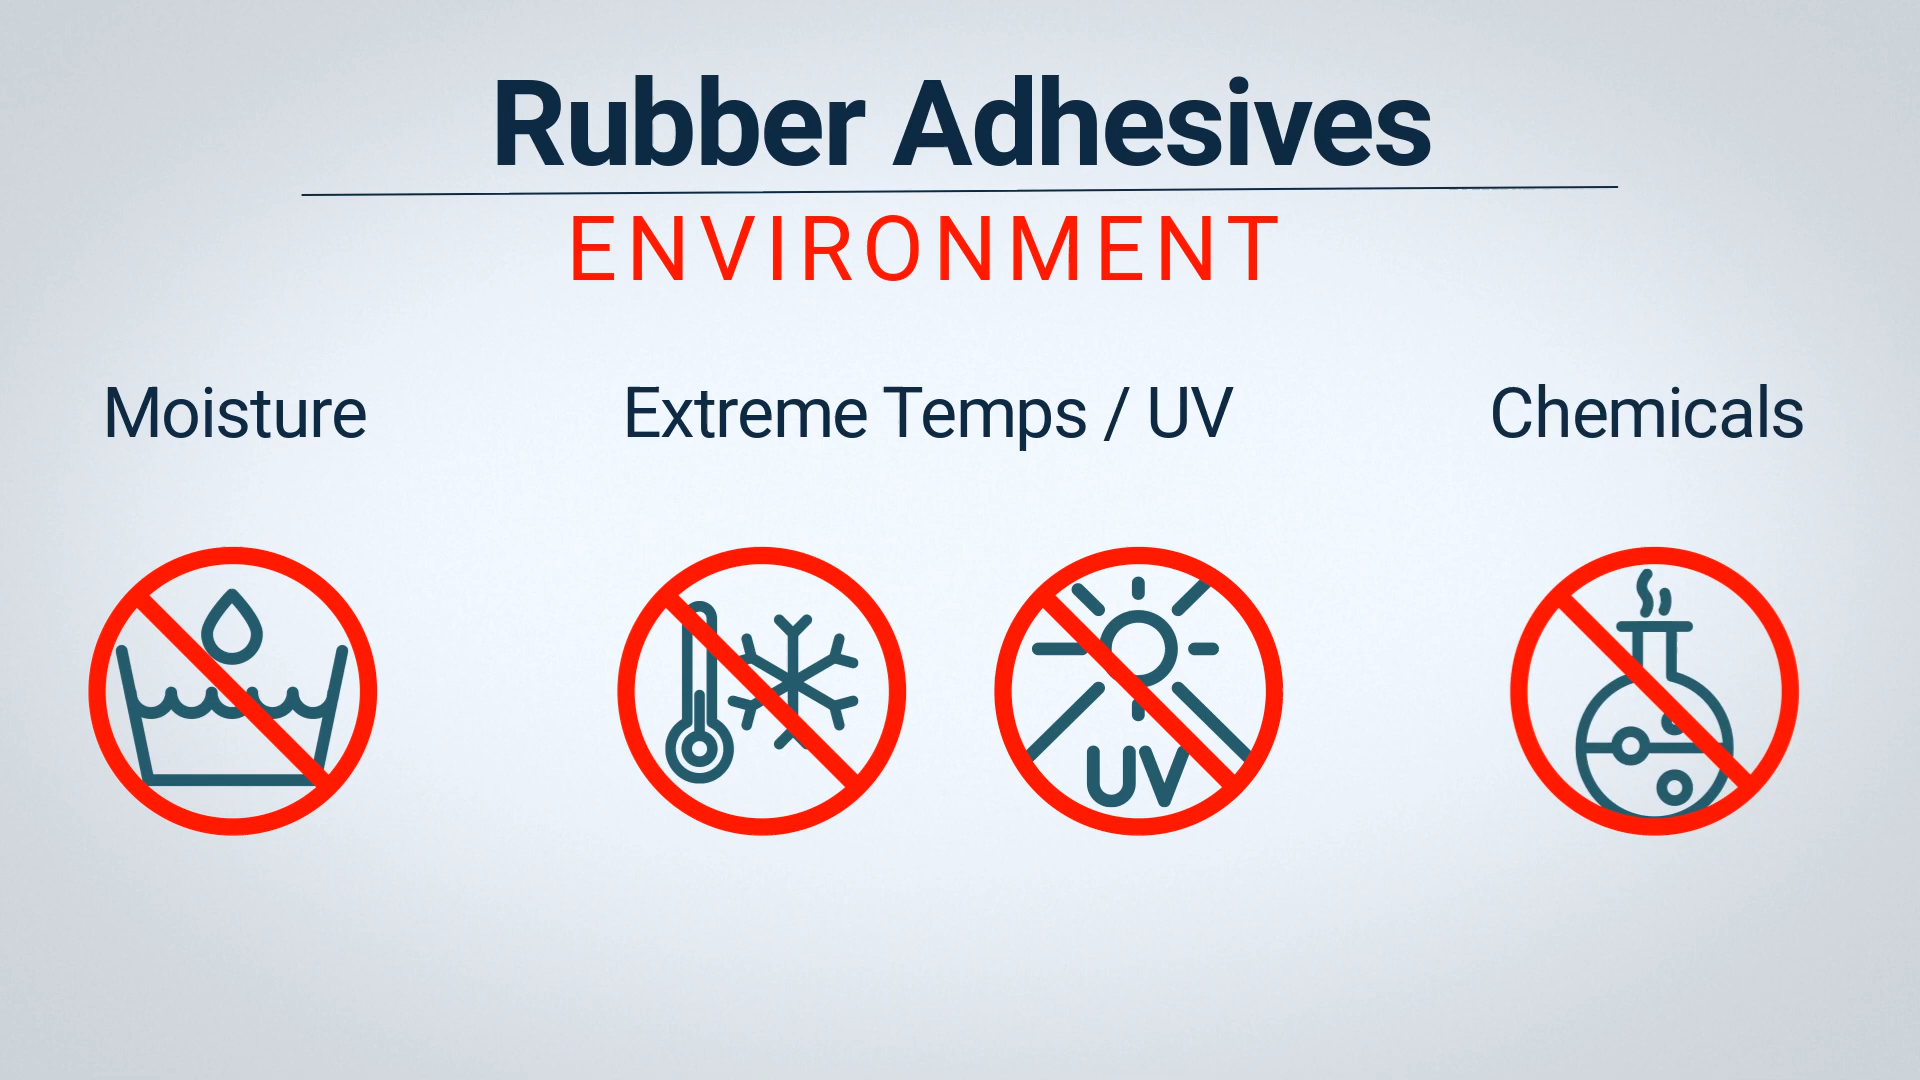 Rubber Adhesives
ENVIRONMENT
Moisture
Extreme Temps / UV
Chemicals
UV